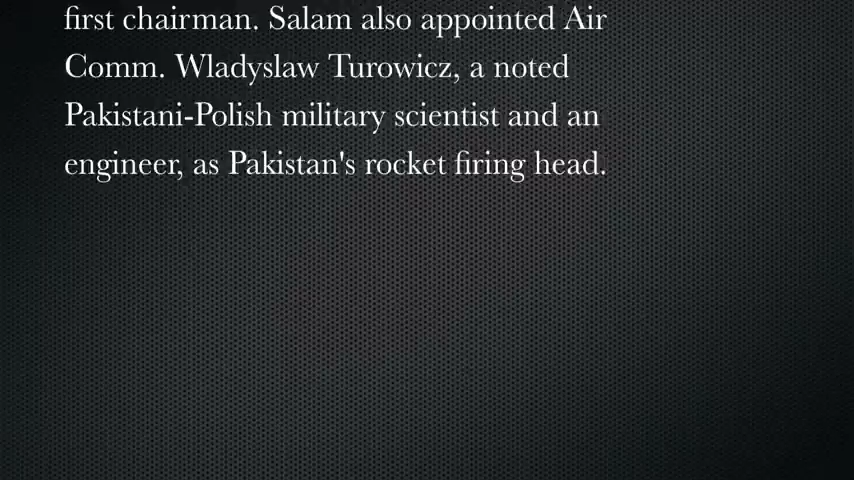 first chairman. Salam also appointed Air
Comm. Wladyslaw Turowicz, a noted
Pakistani-Polish military scientist and an
engineer, as Pakistan's rocket firing head.